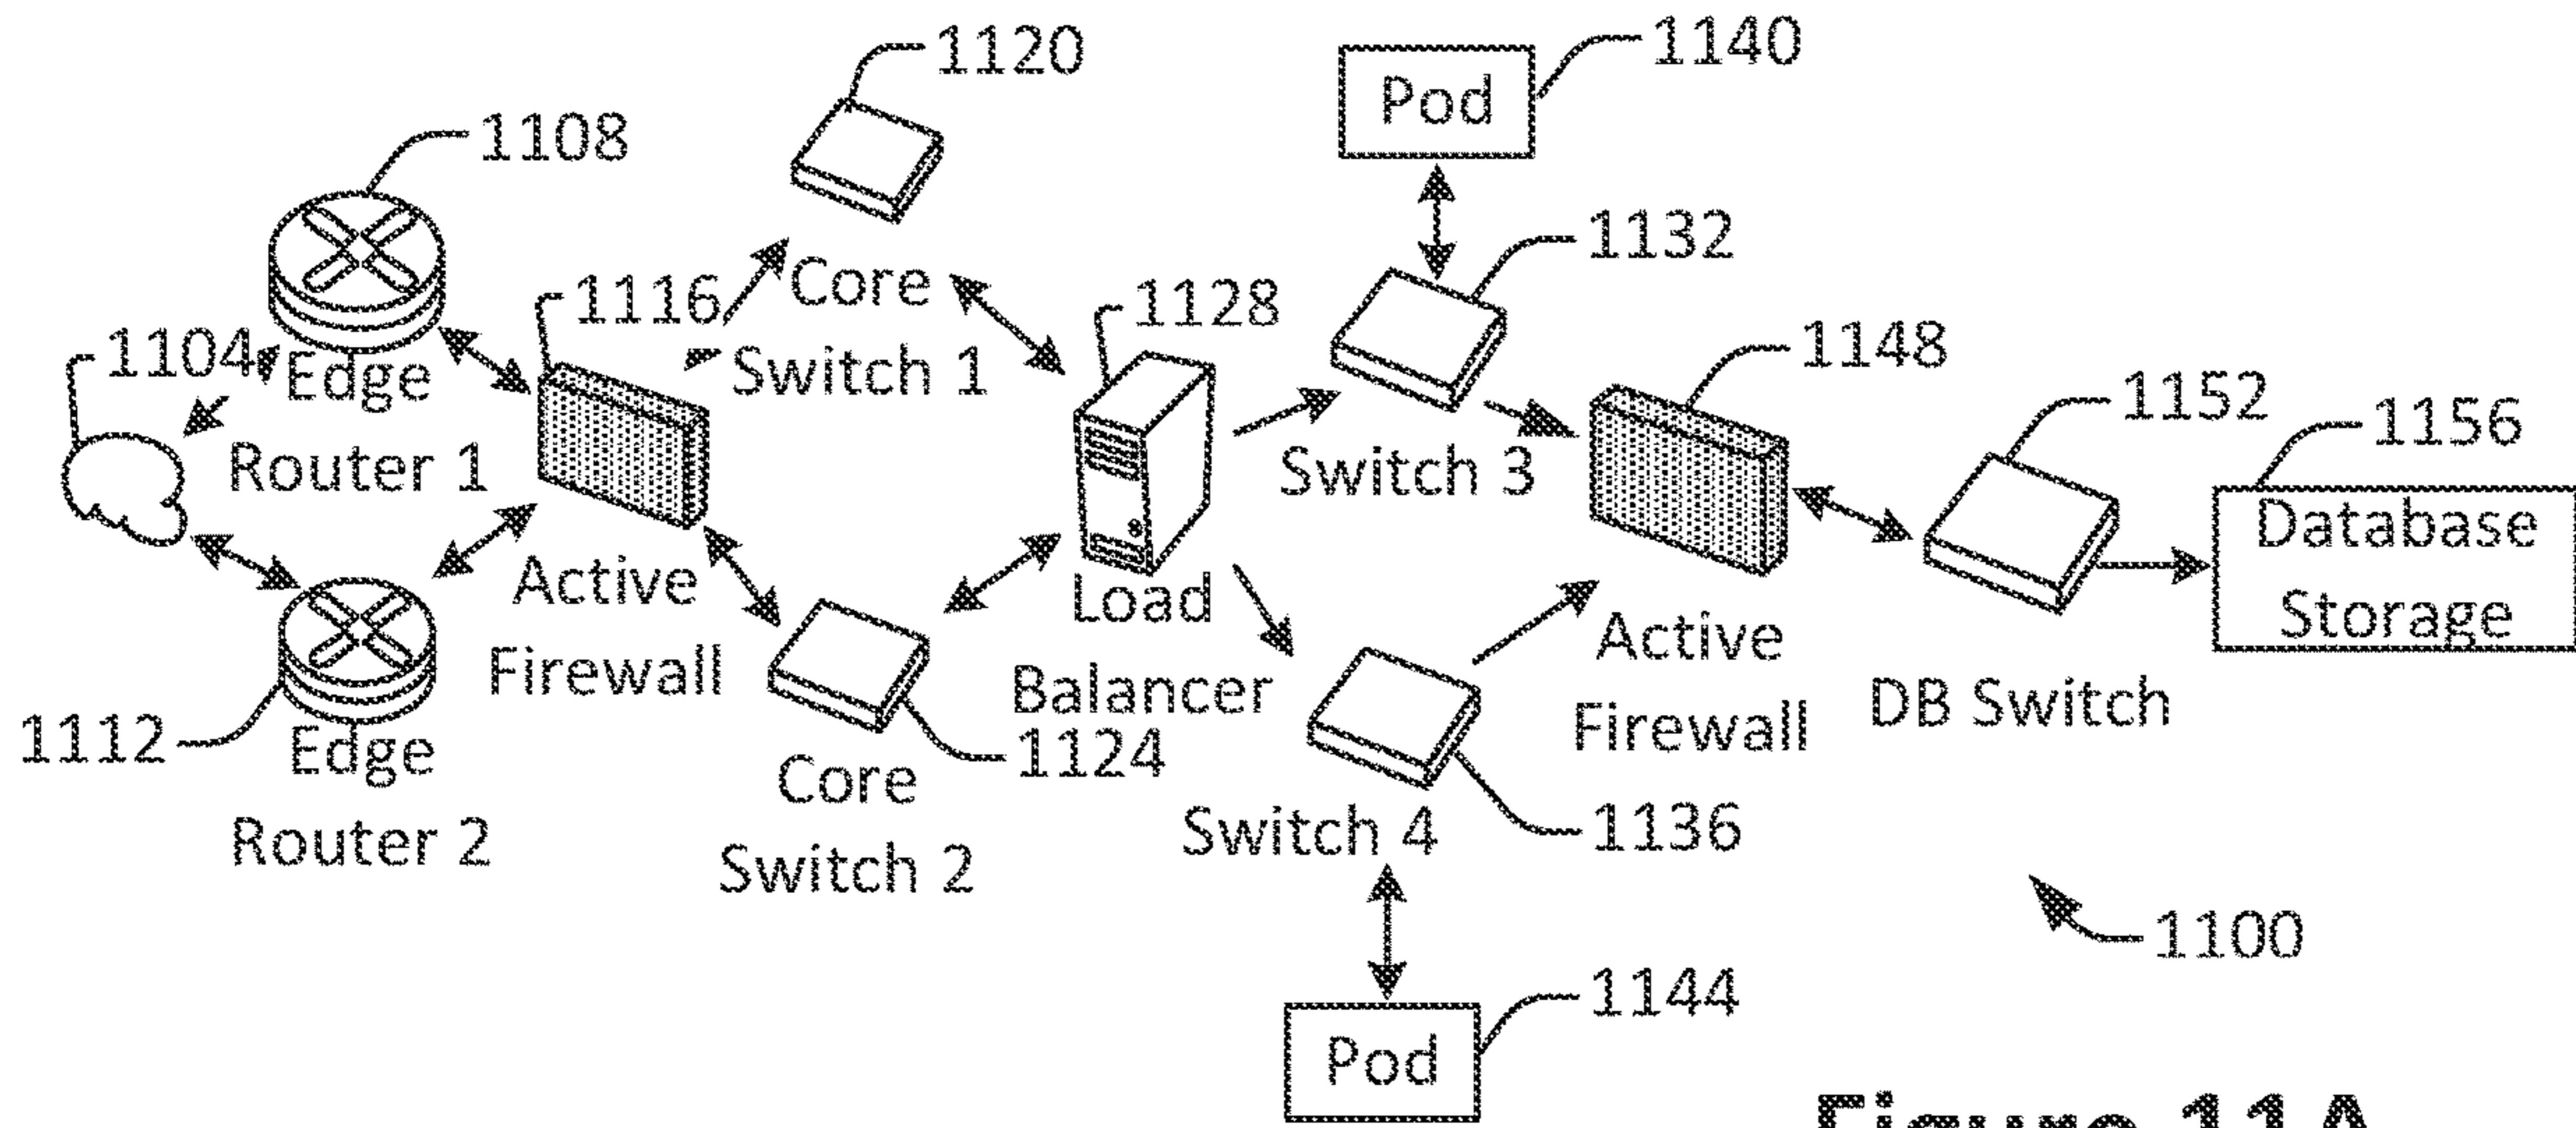 1120
1140
Pod
1108
1132
1116
Core
Switch 1
1128
1148
1104
Edge
Router 1
1152
1156
Switch 3
Database
Storage
Active
Firewall
Load
Balancer
Active
Firewall
DB Switch
1112
Edge
Router 2
1124
Core
Switch 2
Switch 4
1136
1100
1144
Pod
Figure 11A